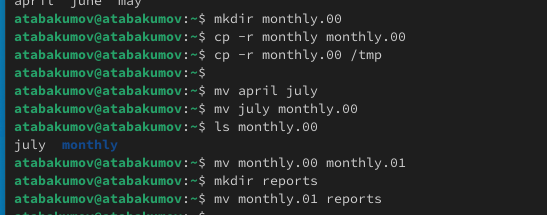 april  june  may
atabakumov@atabakumov:~$ mkdir monthly.00
atabakumov@atabakumov:~$ cp -r monthly monthly.00
atabakumov@atabakumov:~$ cp -r monthly.00 /tmp
atabakumov@atabakumov:~$
atabakumov@atabakumov:~$ mv april july
atabakumov@atabakumov:~$ mv july monthly.00
atabakumov@atabakumov:~$ ls monthly.00
july  monthly
atabakumov@atabakumov:~$ mv monthly.00 monthly.01
atabakumov@atabakumov:~$ mkdir reports
atabakumov@atabakumov:~$ mv monthly.01 reports